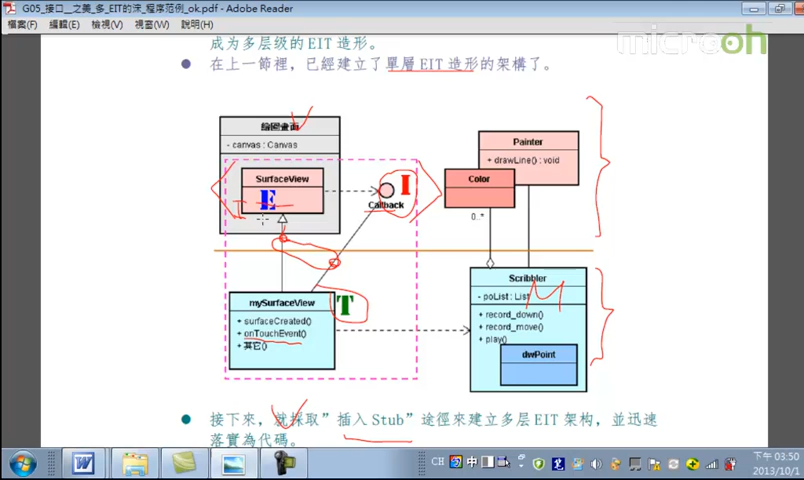 G05_接口__之美_多_EIT的床_程序范例_ok.pdf - Adobe Reader
檔案(F) 編輯(E) 檢視(V) 視窗(W) 說明(H)
microoh
成为多层级的 EIT 造形。
● 在上一節裡，已經建立了單層 EIT 造形的架構了。
繪圖畫面
- canvas : Canvas
SurfaceView
E
I
Callback
Painter
+ drawLine() : void
Color
0..*
mySurfaceView
+ surfaceCreated()
+ onTouchEvent()
+ 其它()
T
Scribbler
- poList : List
M
+ record_down()
+ record_move()
+ play()
dwPoint
● 接下來，就採取”插入 Stub”途徑來建立多层 EIT 架构，並迅速
落實為代碼。
CH
中
下午 03:50
2013/10/1